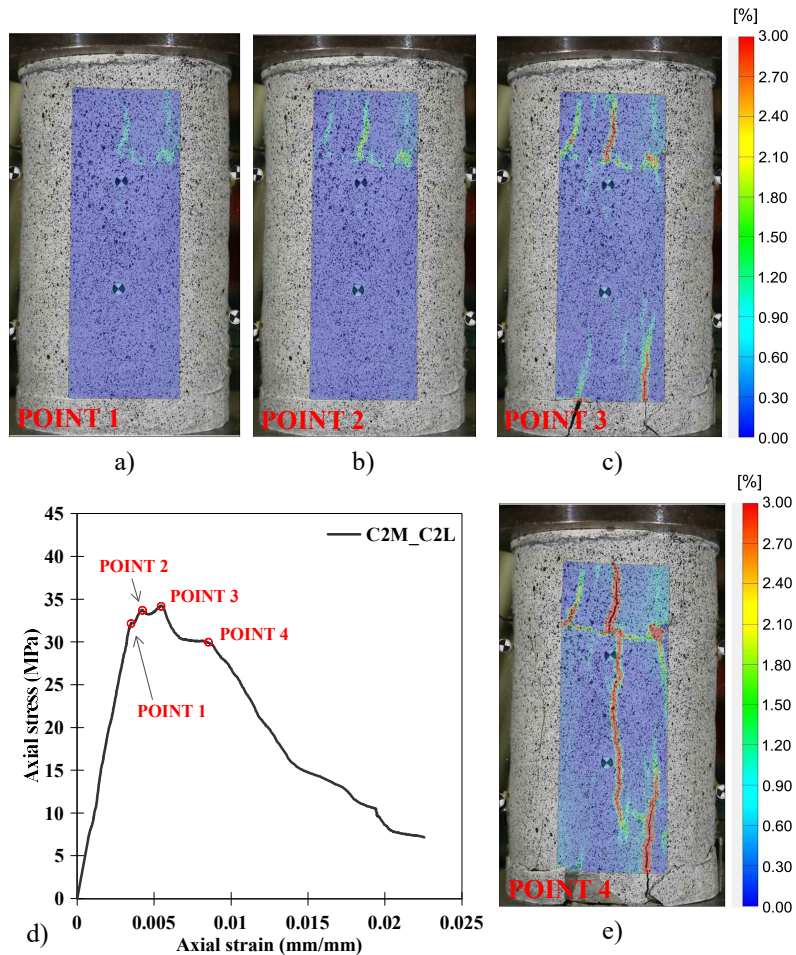 [%]
3.00
2.70
2.40
2.10
1.80
1.50
1.20
0.90
0.60
0.30
0.00
POINT 1
POINT 2
POINT 3
a)
b)
c)
45
40
35
30
25
20
15
10
5
0
Axial stress (MPa)
C2M_C2L
POINT 2
POINT 3
POINT 4
POINT 1
0
0.005
0.01
0.015
0.02
0.025
Axial strain (mm/mm)
d)
[%]
3.00
2.70
2.40
2.10
1.80
1.50
1.20
0.90
0.60
0.30
0.00
POINT 4
e)